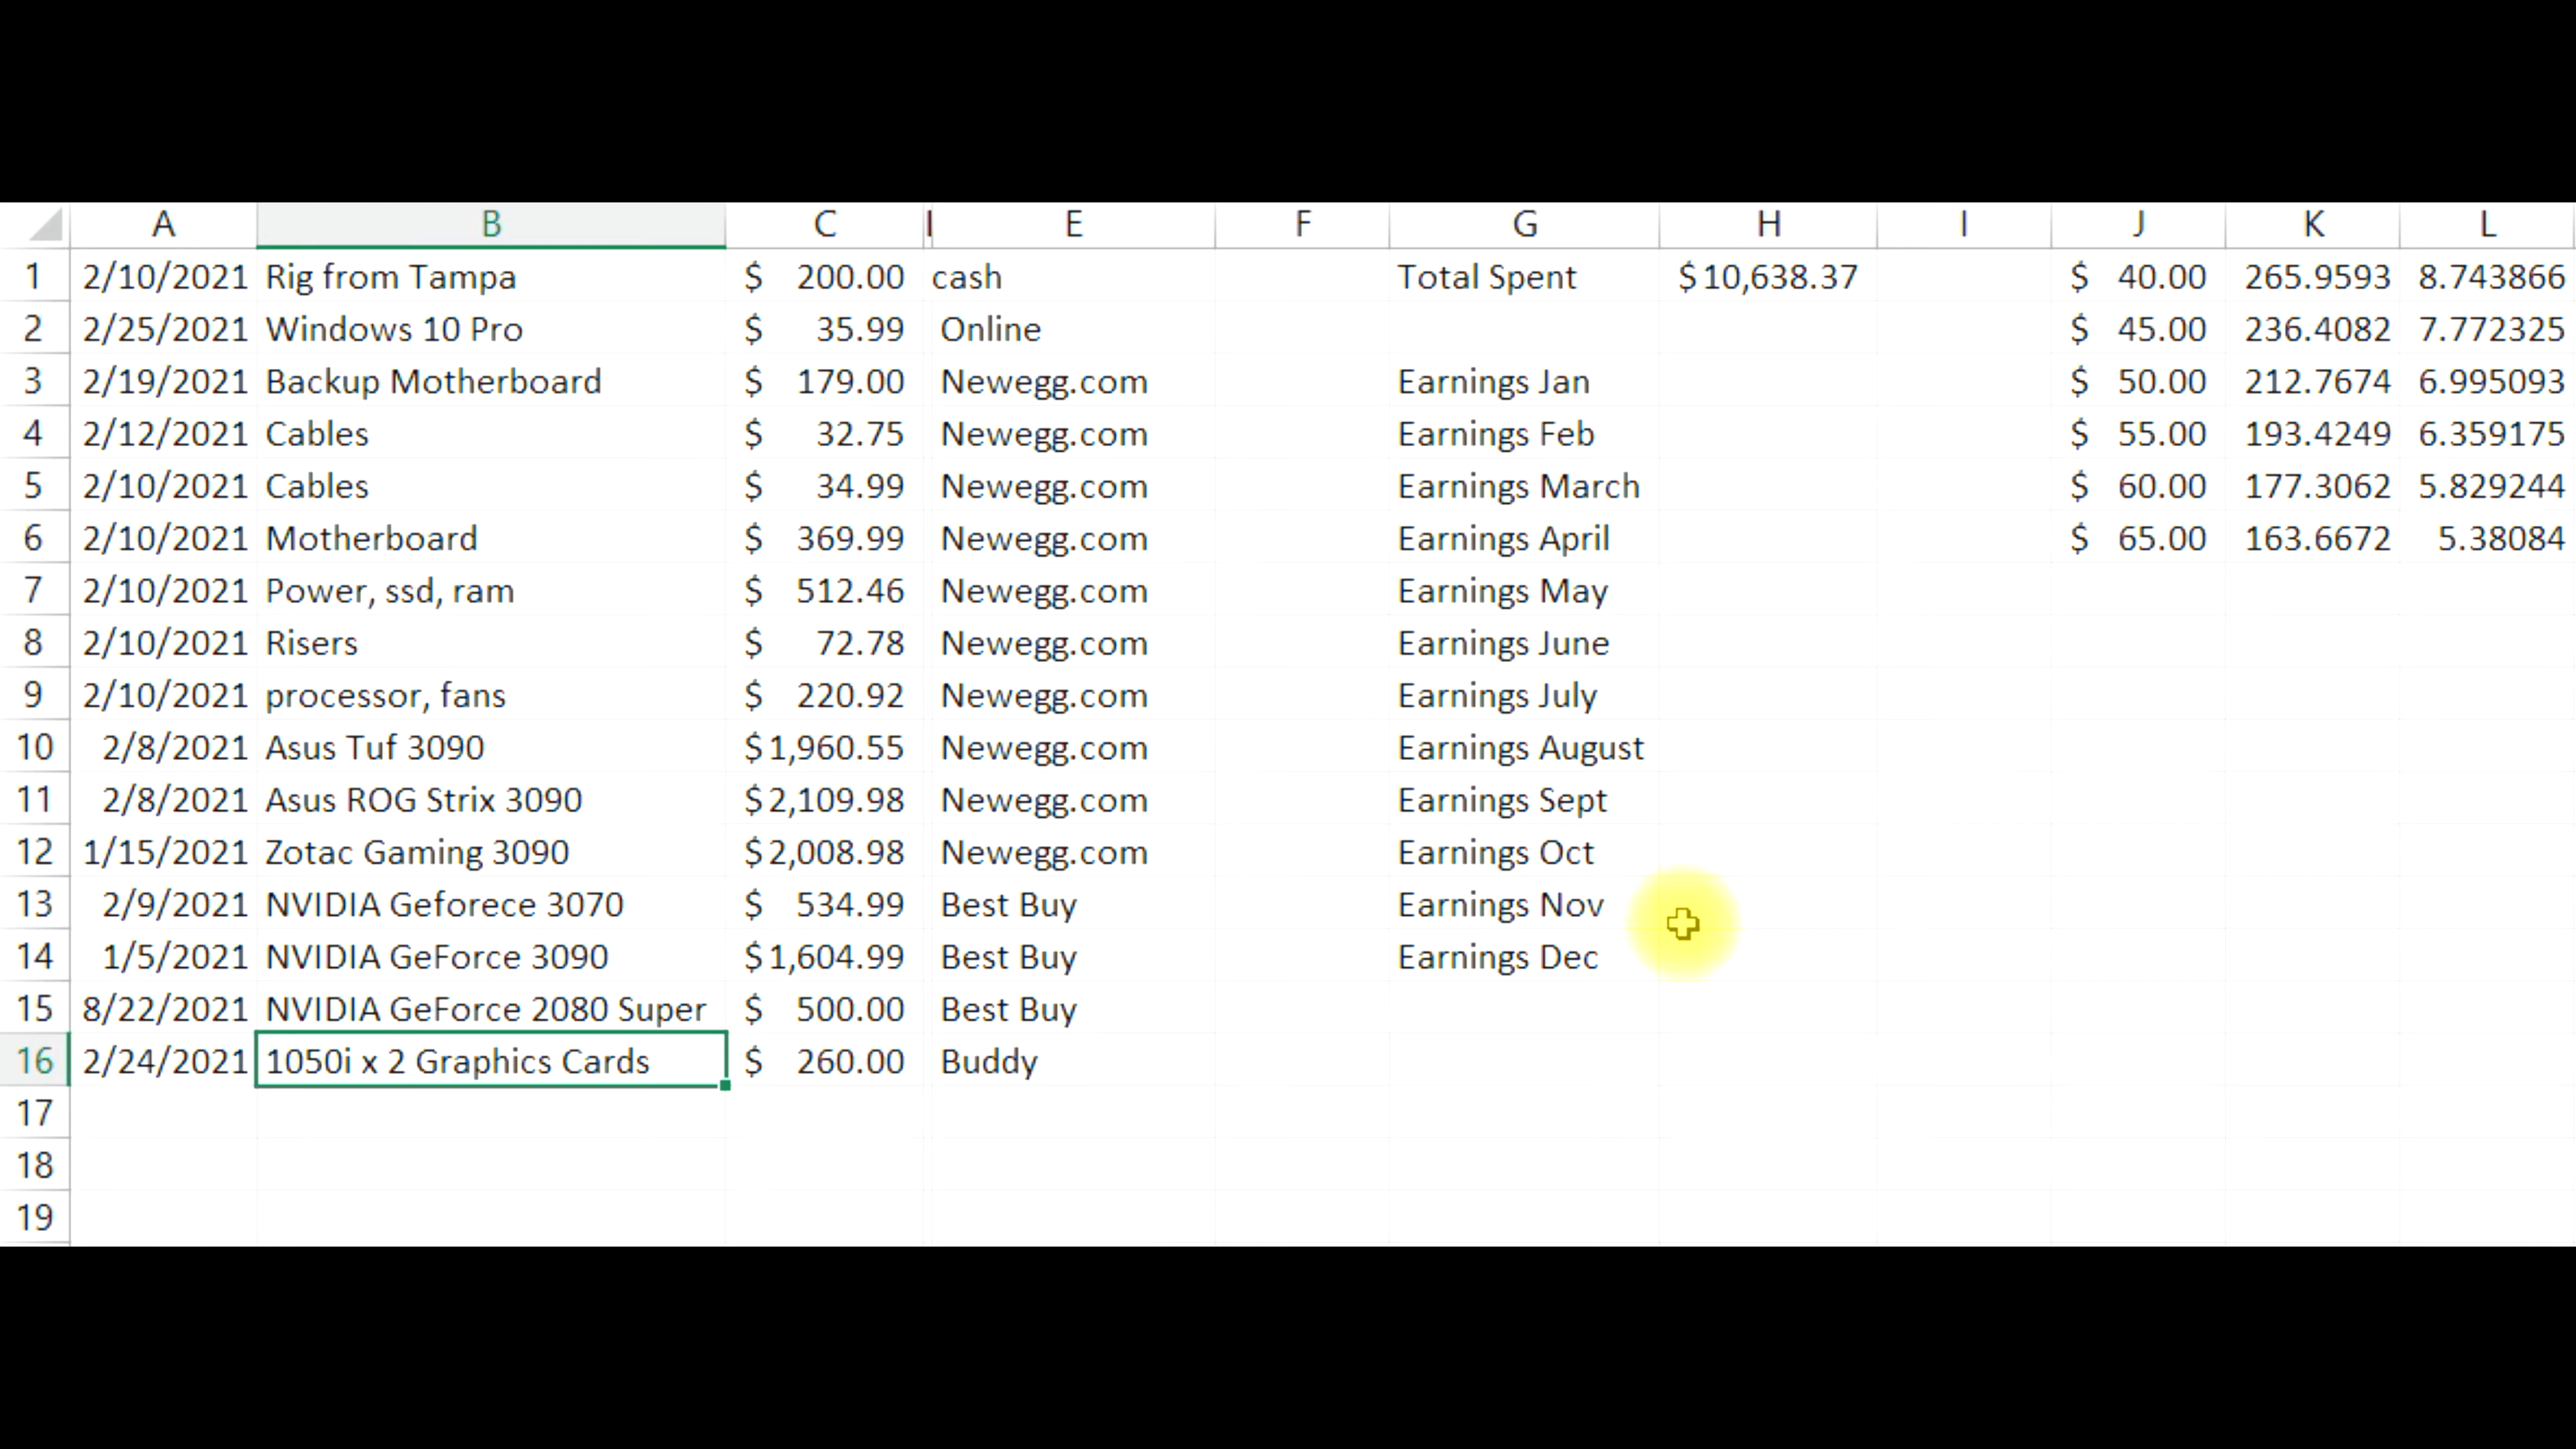 A B C I E F G H I J K L
1 2/10/2021 Rig from Tampa $ 200.00 cash Total Spent $ 10,638.37 $ 40.00 265.9593 8.743866
2 2/25/2021 Windows 10 Pro $ 35.99 Online $ 45.00 236.4082 7.772325
3 2/19/2021 Backup Motherboard $ 179.00 Newegg.com Earnings Jan $ 50.00 212.7674 6.995093
4 2/12/2021 Cables $ 32.75 Newegg.com Earnings Feb $ 55.00 193.4249 6.359175
5 2/10/2021 Cables $ 34.99 Newegg.com Earnings March $ 60.00 177.3062 5.829244
6 2/10/2021 Motherboard $ 369.99 Newegg.com Earnings April $ 65.00 163.6672 5.38084
7 2/10/2021 Power, ssd, ram $ 512.46 Newegg.com Earnings May
8 2/10/2021 Risers $ 72.78 Newegg.com Earnings June
9 2/10/2021 processor, fans $ 220.92 Newegg.com Earnings July
10 2/8/2021 Asus Tuf 3090 $ 1,960.55 Newegg.com Earnings August
11 2/8/2021 Asus ROG Strix 3090 $ 2,109.98 Newegg.com Earnings Sept
12 1/15/2021 Zotac Gaming 3090 $ 2,008.98 Newegg.com Earnings Oct
13 2/9/2021 NVIDIA Geforece 3070 $ 534.99 Best Buy Earnings Nov
14 1/5/2021 NVIDIA GeForce 3090 $ 1,604.99 Best Buy Earnings Dec
15 8/22/2021 NVIDIA GeForce 2080 Super $ 500.00 Best Buy
16 2/24/2021 1050i x 2 Graphics Cards $ 260.00 Buddy
17
18
19